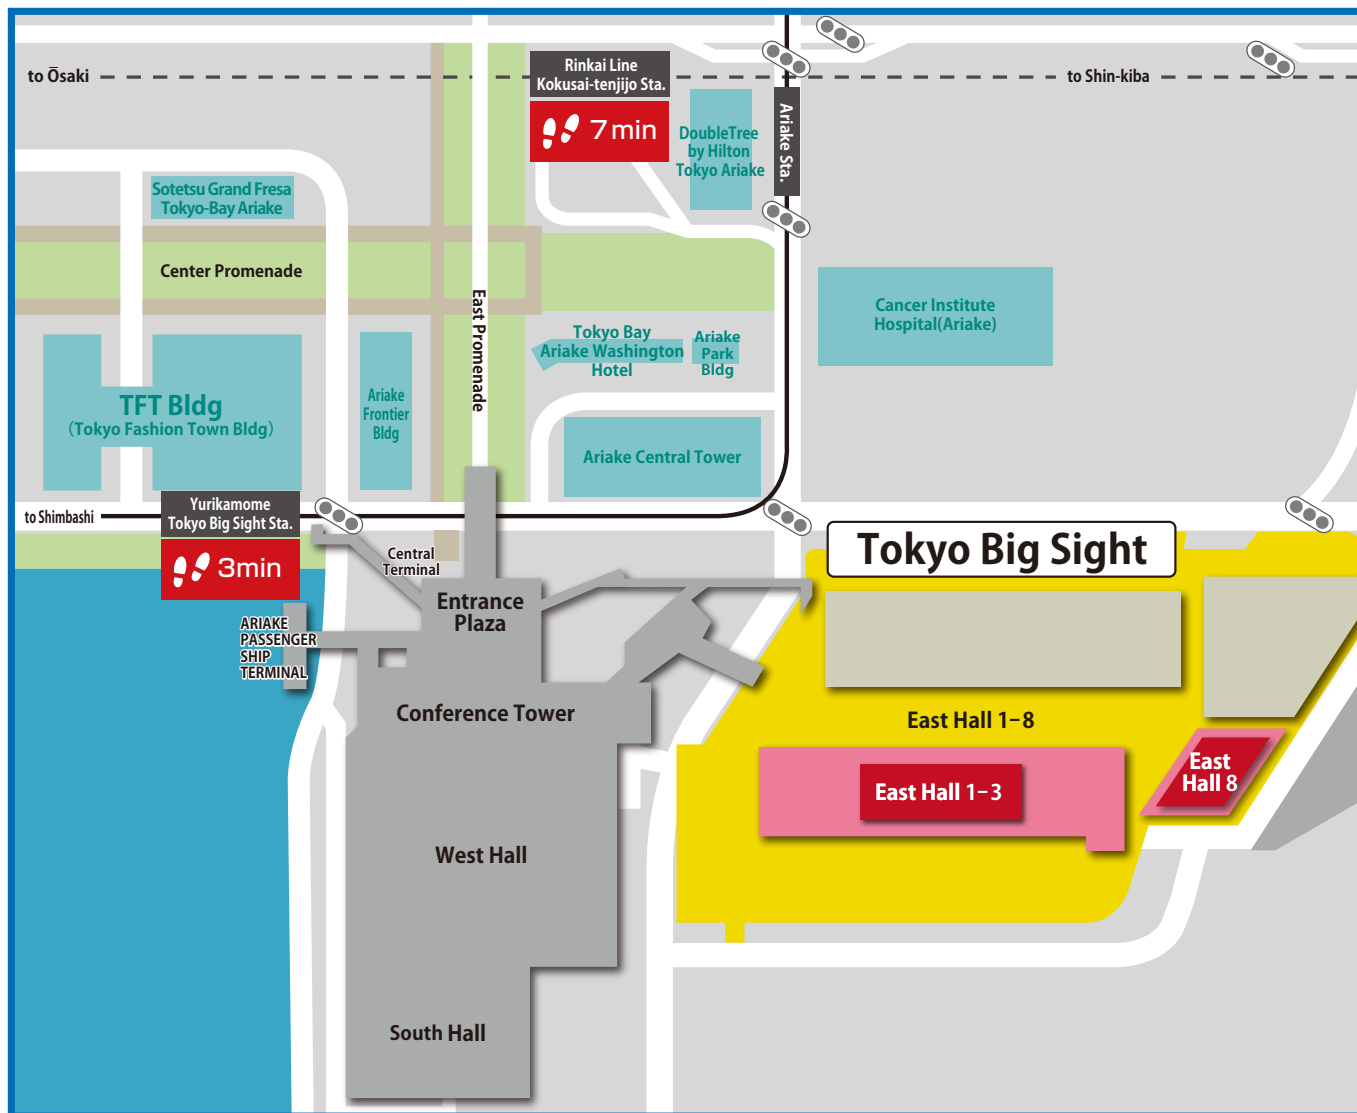 to Ōsaki
Rinkai Line
Kokusai-tenjijo Sta.
7 min
to Shin-kiba
DoubleTree
by Hilton
Tokyo Ariake
Ariake Sta.
Sotetsu Grand Fresa
Tokyo-Bay Ariake
Center Promenade
East Promenade
Cancer Institute
Hospital(Ariake)
Tokyo Bay
Ariake Washington
Hotel
Ariake
Park
Bldg
TFT Bldg
(Tokyo Fashion Town Bldg)
Ariake
Frontier
Bldg
Ariake Central Tower
to Shimbashi
Yurikamome
Tokyo Big Sight Sta.
3min
Central
Terminal
Tokyo Big Sight
Entrance
Plaza
ARIAKE
PASSENGER
SHIP
TERMINAL
Conference Tower
East Hall 1–8
East
Hall 8
East Hall 1–3
West Hall
South Hall